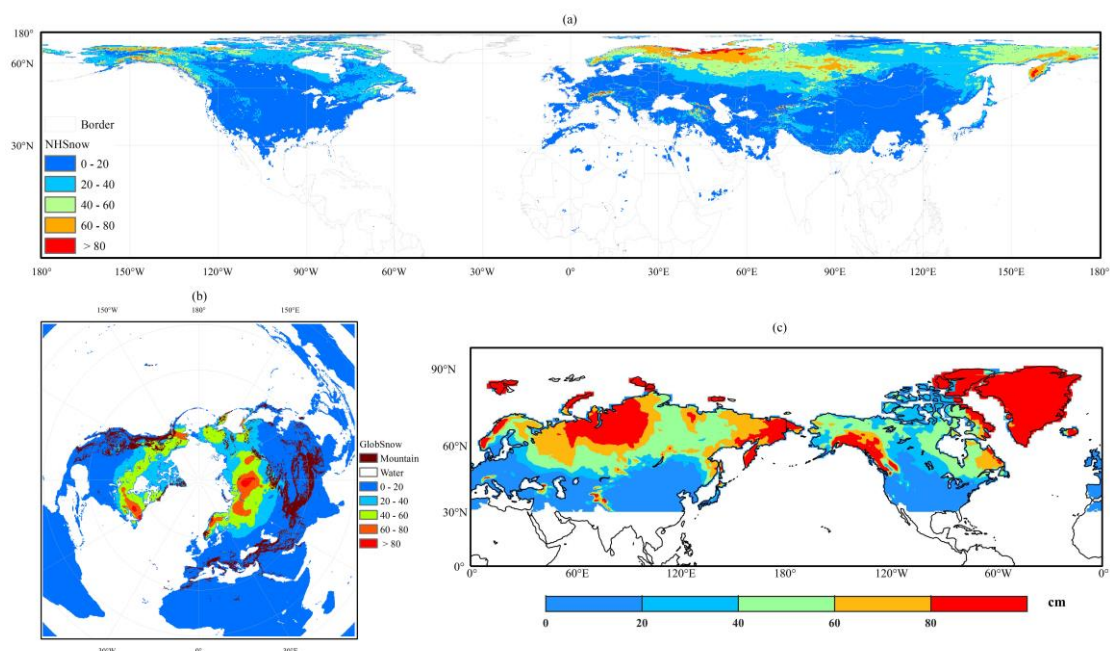 (a)
180°
60°N
30°N
Border
NHSnow
0 - 20
20 - 40
40 - 60
60 - 80
> 80
180° 150°W 120°W 90°W 60°W 30°W 0° 30°E 60°E 90°E 120°E 150°E 180°
(b)
150°W 180° 150°E
GlobSnow
Mountain
Water
0 - 20
20 - 40
40 - 60
60 - 80
> 80
0°
(c)
90°N
60°N
30°N
0°
0° 60°E 120°E 180° 120°W 60°W 0°
cm
0 20 40 60 80